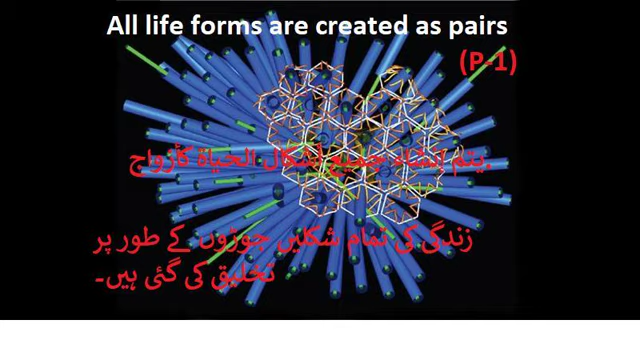 All life forms are created as pairs
(P-1)
يتم إنشاء جميع أشكال الحياة كأزواج.
زندگی کی تمام شکلیں جوڑوں کے طور پر
تخلیق کی گئی ہیں۔